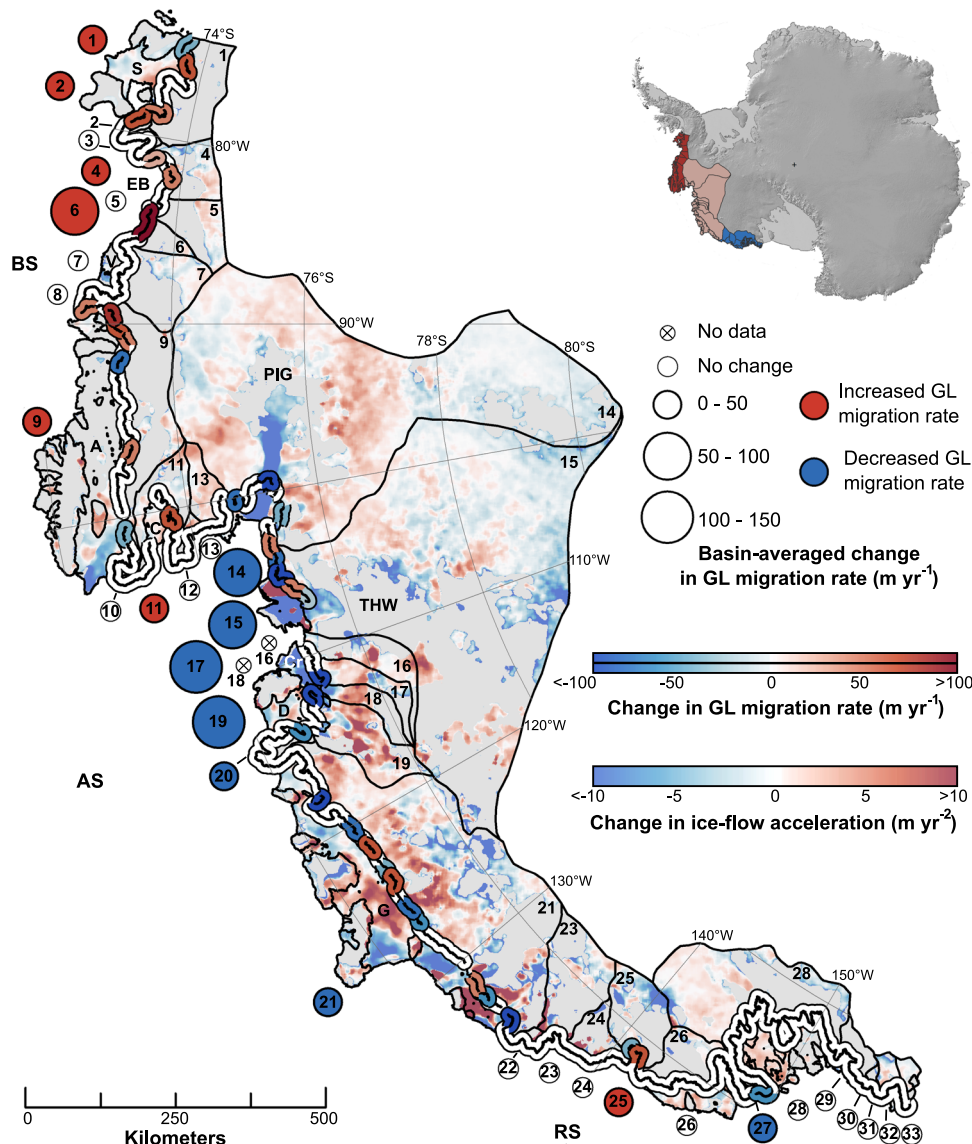 74°S
1
1
S
2
2
3
80°W
4
4
EB
5
5
6
6
BS
7
7
8
76°S
9
90°W
78°S
80°S
PIG
14
15
9
A
11
13
C
13
12
10
11
14
110°W
THW
15
16
Cr
16
17
17
18
18
D
120°W
19
19
20
AS
130°W
G
21
23
140°W
25
28
150°W
24
26
21
22
23
24
25
26
27
28
29
30
31
32
33
RS
0
250
500
Kilometers
No data
No change
0 - 50
50 - 100
100 - 150
Increased GL
migration rate
Decreased GL
migration rate
Basin-averaged change
in GL migration rate (m yr⁻¹)
<-100
-50
0
50
>100
Change in GL migration rate (m yr⁻¹)
<-10
-5
0
5
>10
Change in ice-flow acceleration (m yr⁻²)